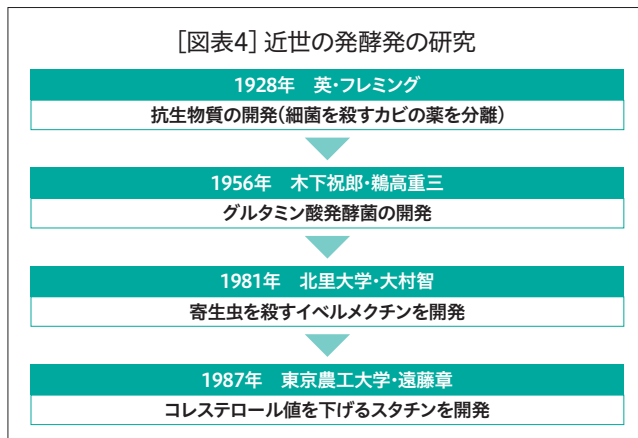 ［図表4］近世の発酵発の研究
1928年　英・フレミング
抗生物質の開発（細菌を殺すカビの薬を分離）
1956年　木下祝郎・鵜高重三
グルタミン酸発酵菌の開発
1981年　北里大学・大村智
寄生虫を殺すイベルメクチンを開発
1987年　東京農工大学・遠藤章
コレステロール値を下げるスタチンを開発